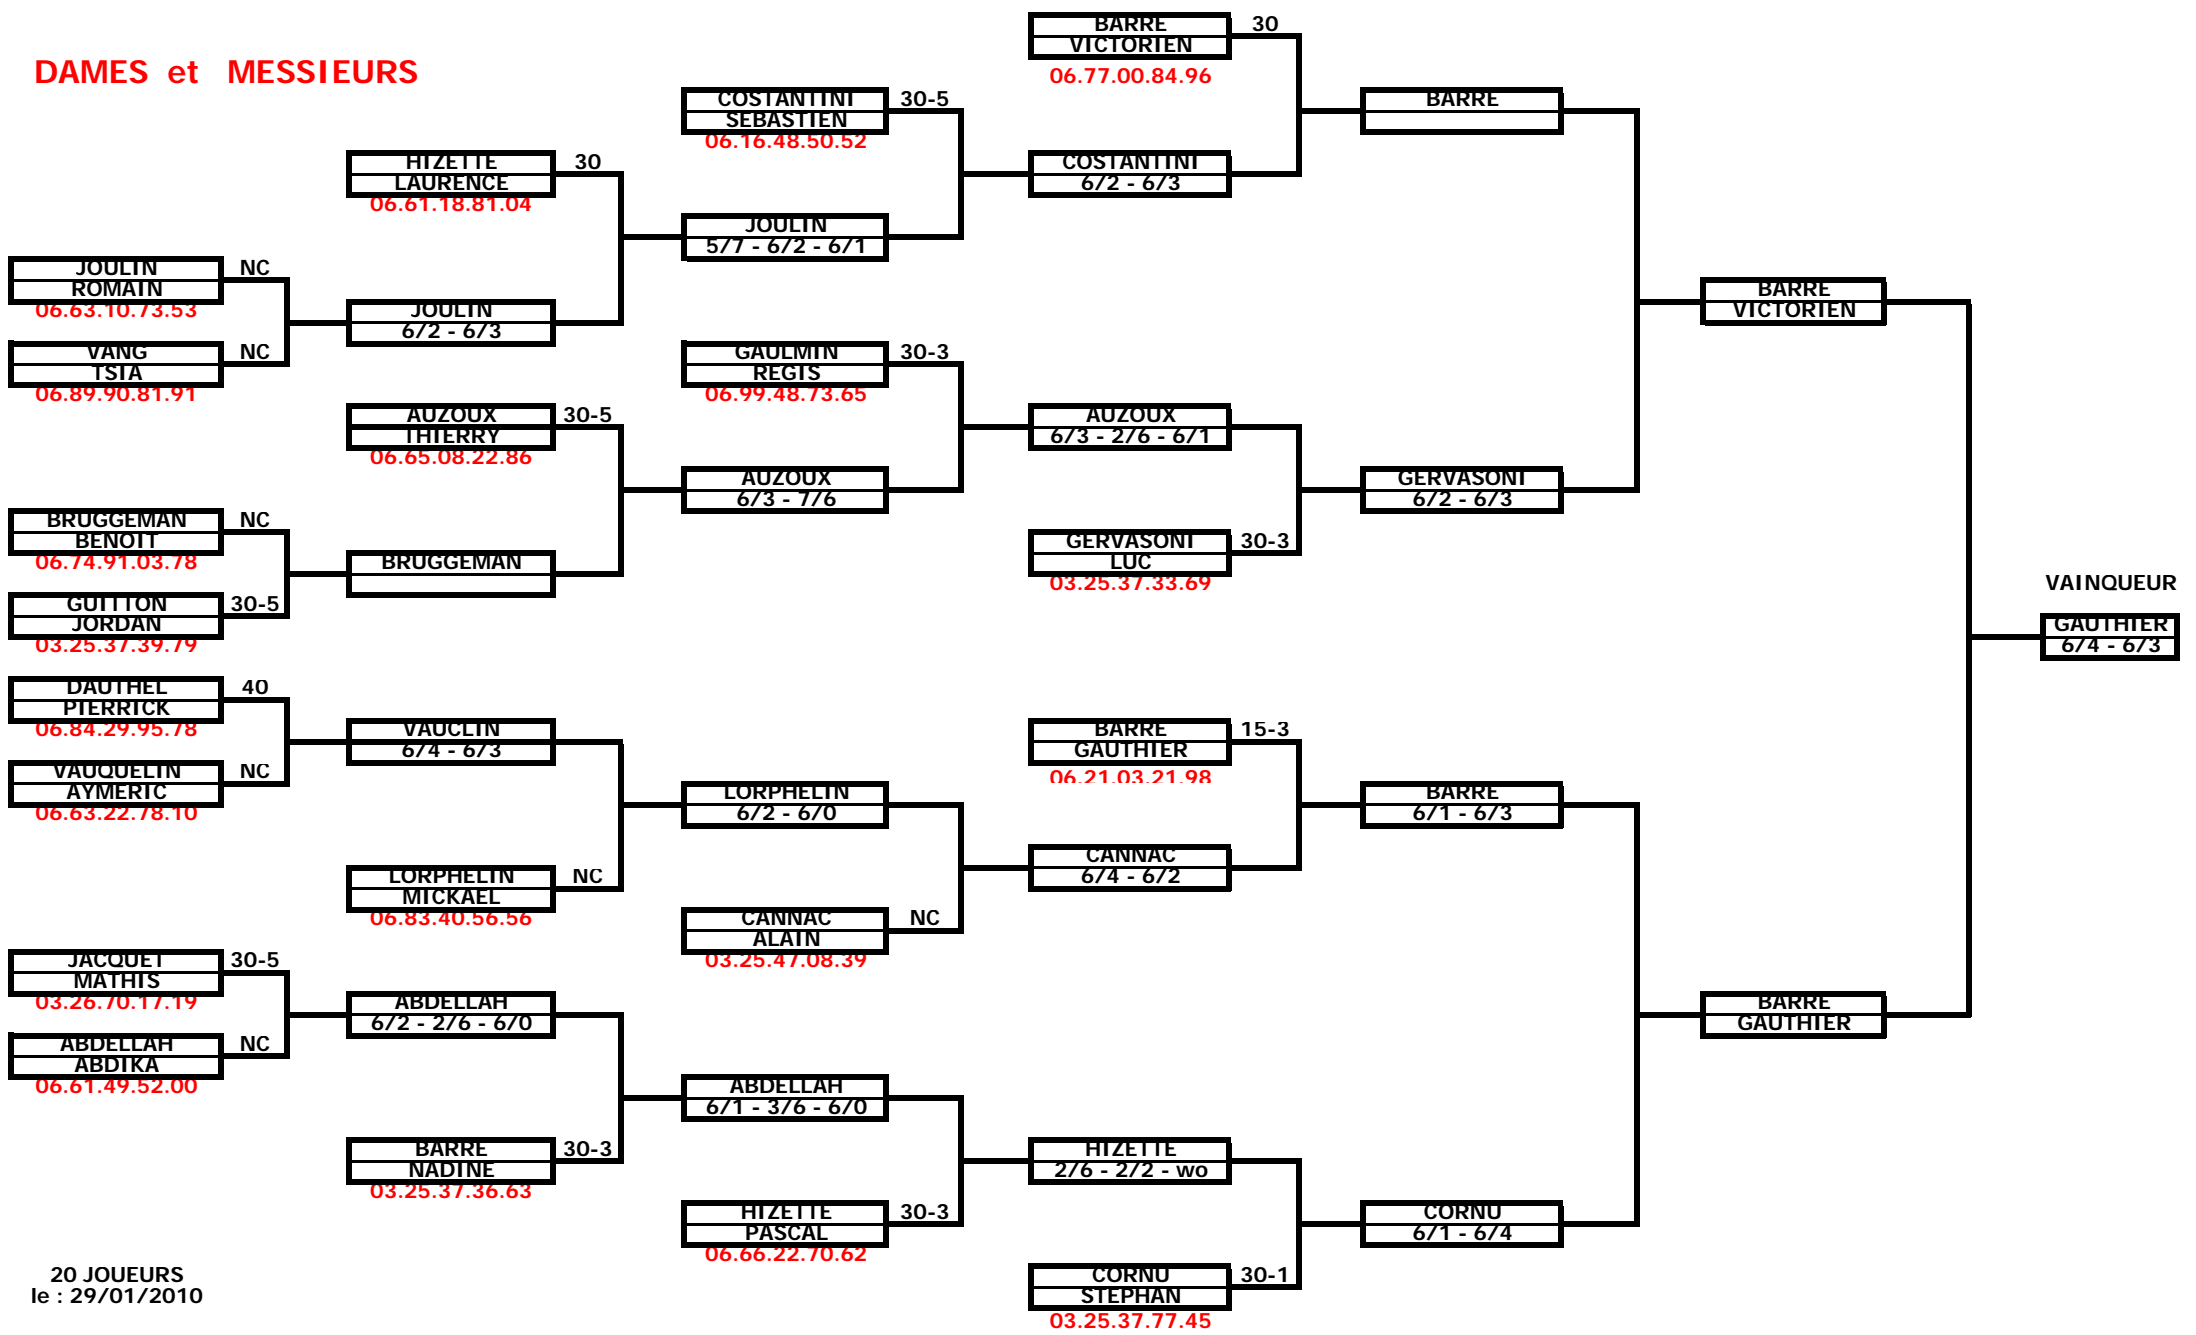 DAMES et MESSIEURS
JOULIN NC
ROMAIN
06.63.10.73.53
VANG NC
TSIA
06.89.90.81.91
BRUGGEMAN NC
BENOIT
06.74.91.03.78
GUITTON 30-5
JORDAN
03.25.37.39.79
DAUTHEL 40
PIERRICK
06.84.29.95.78
VAUQUELIN NC
AYMERIC
06.63.22.78.10
JACQUET 30-5
MATHIS
03.26.70.17.19
ABDELLAH NC
ABDIKA
06.61.49.52.00
20 JOUEURS
le : 29/01/2010
HIZETTE 30
LAURENCE
06.61.18.81.04
JOULIN
6/2 - 6/3
AUZOUX 30-5
THIERRY
06.65.08.22.86
BRUGGEMAN
VAUCLIN
6/4 - 6/3
LORPHELIN NC
MICKAEL
06.83.40.56.56
ABDELLAH
6/2 - 2/6 - 6/0
BARRE 30-3
NADINE
03.25.37.36.63
COSTANTINI 30-5
SEBASTIEN
06.16.48.50.52
JOULIN
5/7 - 6/2 - 6/1
GAULMIN 30-3
REGIS
06.99.48.73.65
AUZOUX
6/3 - 7/6
LORPHELIN
6/2 - 6/0
CANNAC NC
ALAIN
03.25.47.08.39
ABDELLAH
6/1 - 3/6 - 6/0
HIZETTE 30-3
PASCAL
06.66.22.70.62
BARRE 30
VICTORIEN
06.77.00.84.96
COSTANTINI
6/2 - 6/3
AUZOUX
6/3 - 2/6 - 6/1
GERVASONI 30-3
LUC
03.25.37.33.69
BARRE 15-3
GAUTHIER
06.21.03.21.98
CANNAC
6/4 - 6/2
HIZETTE
2/6 - 2/2 - wo
CORNU 30-1
STEPHAN
03.25.37.77.45
BARRE
GERVASONI
6/2 - 6/3
BARRE
6/1 - 6/3
CORNU
6/1 - 6/4
BARRE
VICTORIEN
BARRE
GAUTHIER
VAINQUEUR
GAUTHIER
6/4 - 6/3